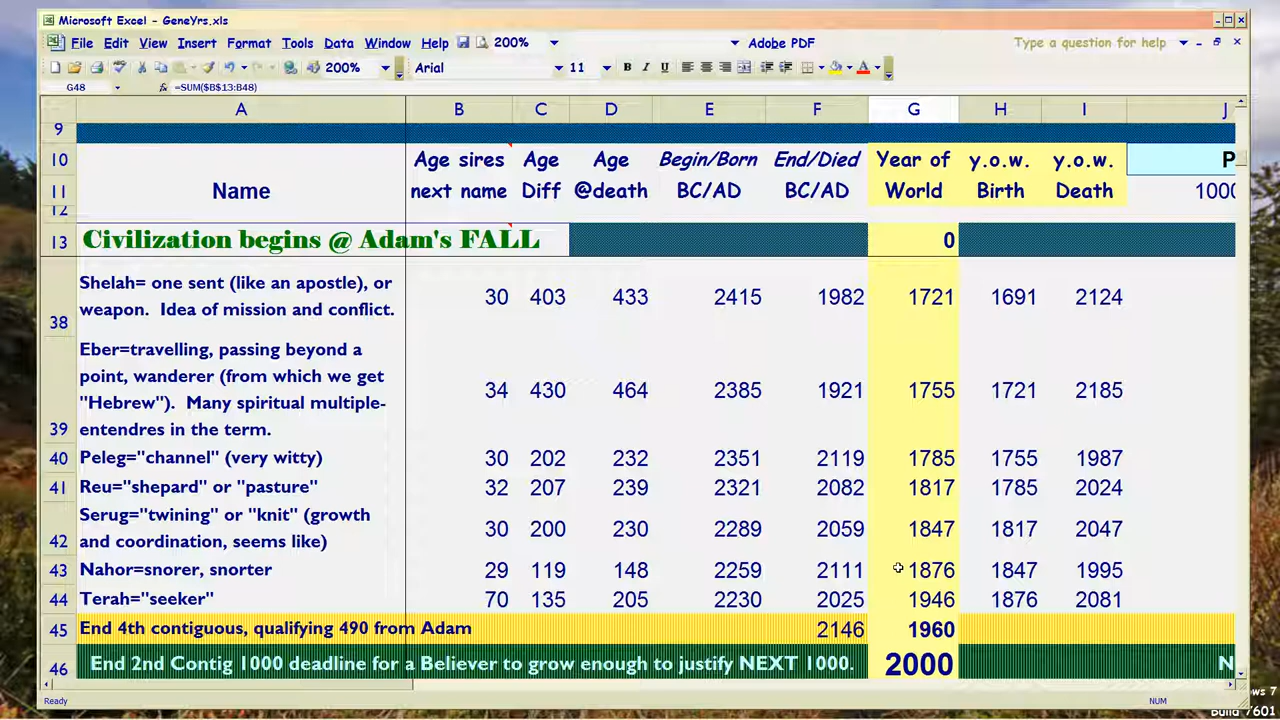 Microsoft Excel - GeneYrs.xls
File Edit View Insert Format Tools Data Window Help 200% Adobe PDF Type a question for help
200% Arial 11 B I U
G48 fx =SUM($B$13:B48)
A B C D E F G H I J
9
10 Age sires Age Age Begin/Born End/Died Year of y.o.w. y.o.w. P
11 Name next name Diff @death BC/AD BC/AD World Birth Death 1000
12
13 Civilization begins @ Adam's FALL 0
Shelah= one sent (like an apostle), or
weapon. Idea of mission and conflict. 30 403 433 2415 1982 1721 1691 2124
38
Eber=travelling, passing beyond a
point, wanderer (from which we get
"Hebrew"). Many spiritual multiple-
entendres in the term. 34 430 464 2385 1921 1755 1721 2185
39
40 Peleg="channel" (very witty) 30 202 232 2351 2119 1785 1755 1987
41 Reu="shepard" or "pasture" 32 207 239 2321 2082 1817 1785 2024
Serug="twining" or "knit" (growth
and coordination, seems like) 30 200 230 2289 2059 1847 1817 2047
42
43 Nahor=snorer, snorter 29 119 148 2259 2111 1876 1847 1995
44 Terah="seeker" 70 135 205 2230 2025 1946 1876 2081
45 End 4th contiguous, qualifying 490 from Adam 2146 1960
46 End 2nd Contig 1000 deadline for a Believer to grow enough to justify NEXT 1000. 2000 N
Ready NUM
ws 7
Build 7601